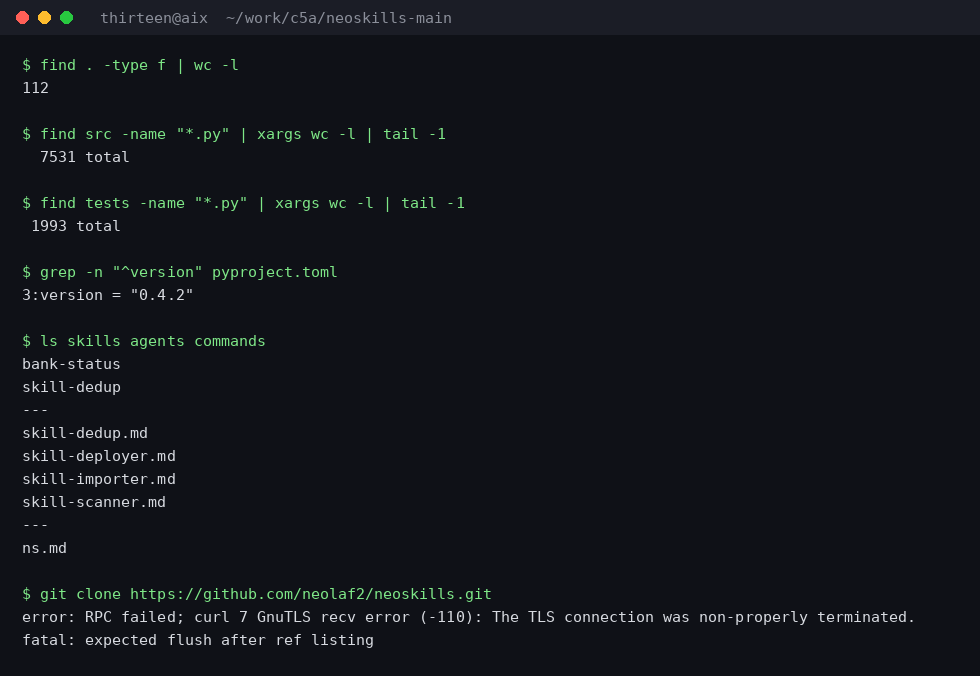 thirteen@aix  ~/work/c5a/neoskills-main
$ find . -type f | wc -l
112
$ find src -name "*.py" | xargs wc -l | tail -1
  7531 total
$ find tests -name "*.py" | xargs wc -l | tail -1
 1993 total
$ grep -n "^version" pyproject.toml
3:version = "0.4.2"
$ ls skills agents commands
bank-status
skill-dedup
---
skill-dedup.md
skill-deployer.md
skill-importer.md
skill-scanner.md
---
ns.md
$ git clone https://github.com/neolaf2/neoskills.git
error: RPC failed; curl 7 GnuTLS recv error (-110): The TLS connection was non-properly terminated.
fatal: expected flush after ref listing